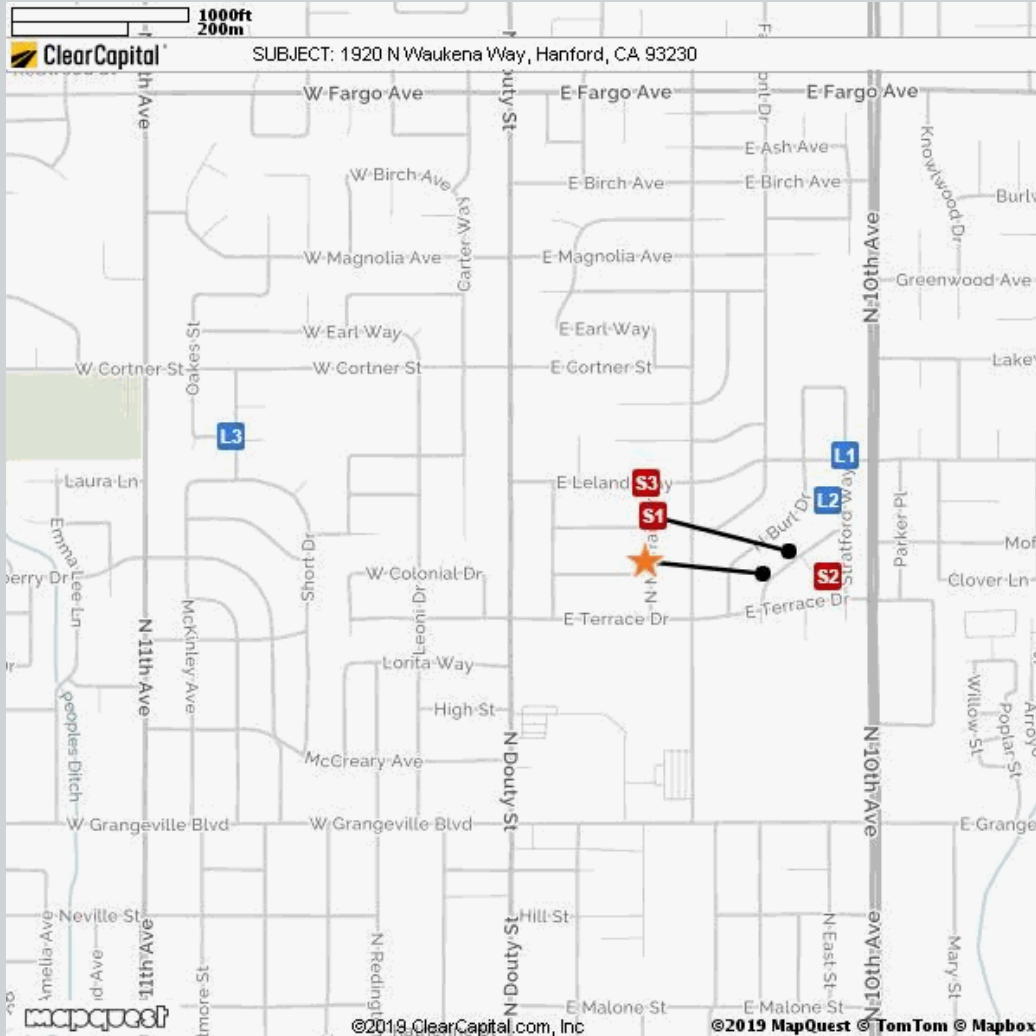 1000ft
200m
ClearCapital
SUBJECT: 1920 N Waukena Way, Hanford, CA 93230
W Fargo Ave
E Fargo Ave
E Fargo Ave
E Ash Ave
W Birch Ave
E Birch Ave
E Birch Ave
Knowlwood Dr
Carter Way
W Magnolia Ave
E Magnolia Ave
N 10th Ave
Greenwood Ave
Oakes St
W Earl Way
E Earl Way
W Cortner St
W Cortner St
E Cortner St
L3
L1
Laura Ln
E Leland
S3
L2
S1
N Burl Dr
Stratford Way
Parker Pl
Emma Lee Ln
Short Dr
W Colonial Dr
S2
Clover Ln
E Terrace Dr
E Terrace Dr
McKinley Ave
Leoni Dr
N 11th Ave
Lorita Way
Peoples Ditch
High St
Willow St
Poplar St
McCreary Ave
N Douty St
N 10th Ave
W Grangeville Blvd
W Grangeville Blvd
Neville St
Hill St
N Douty St
N East St
N 10th Ave
Mary St
11th Ave
E Malone St
E Malone St
mapquest
©2019 ClearCapital.com, Inc
©2019 MapQuest © TomTom © Mapbox